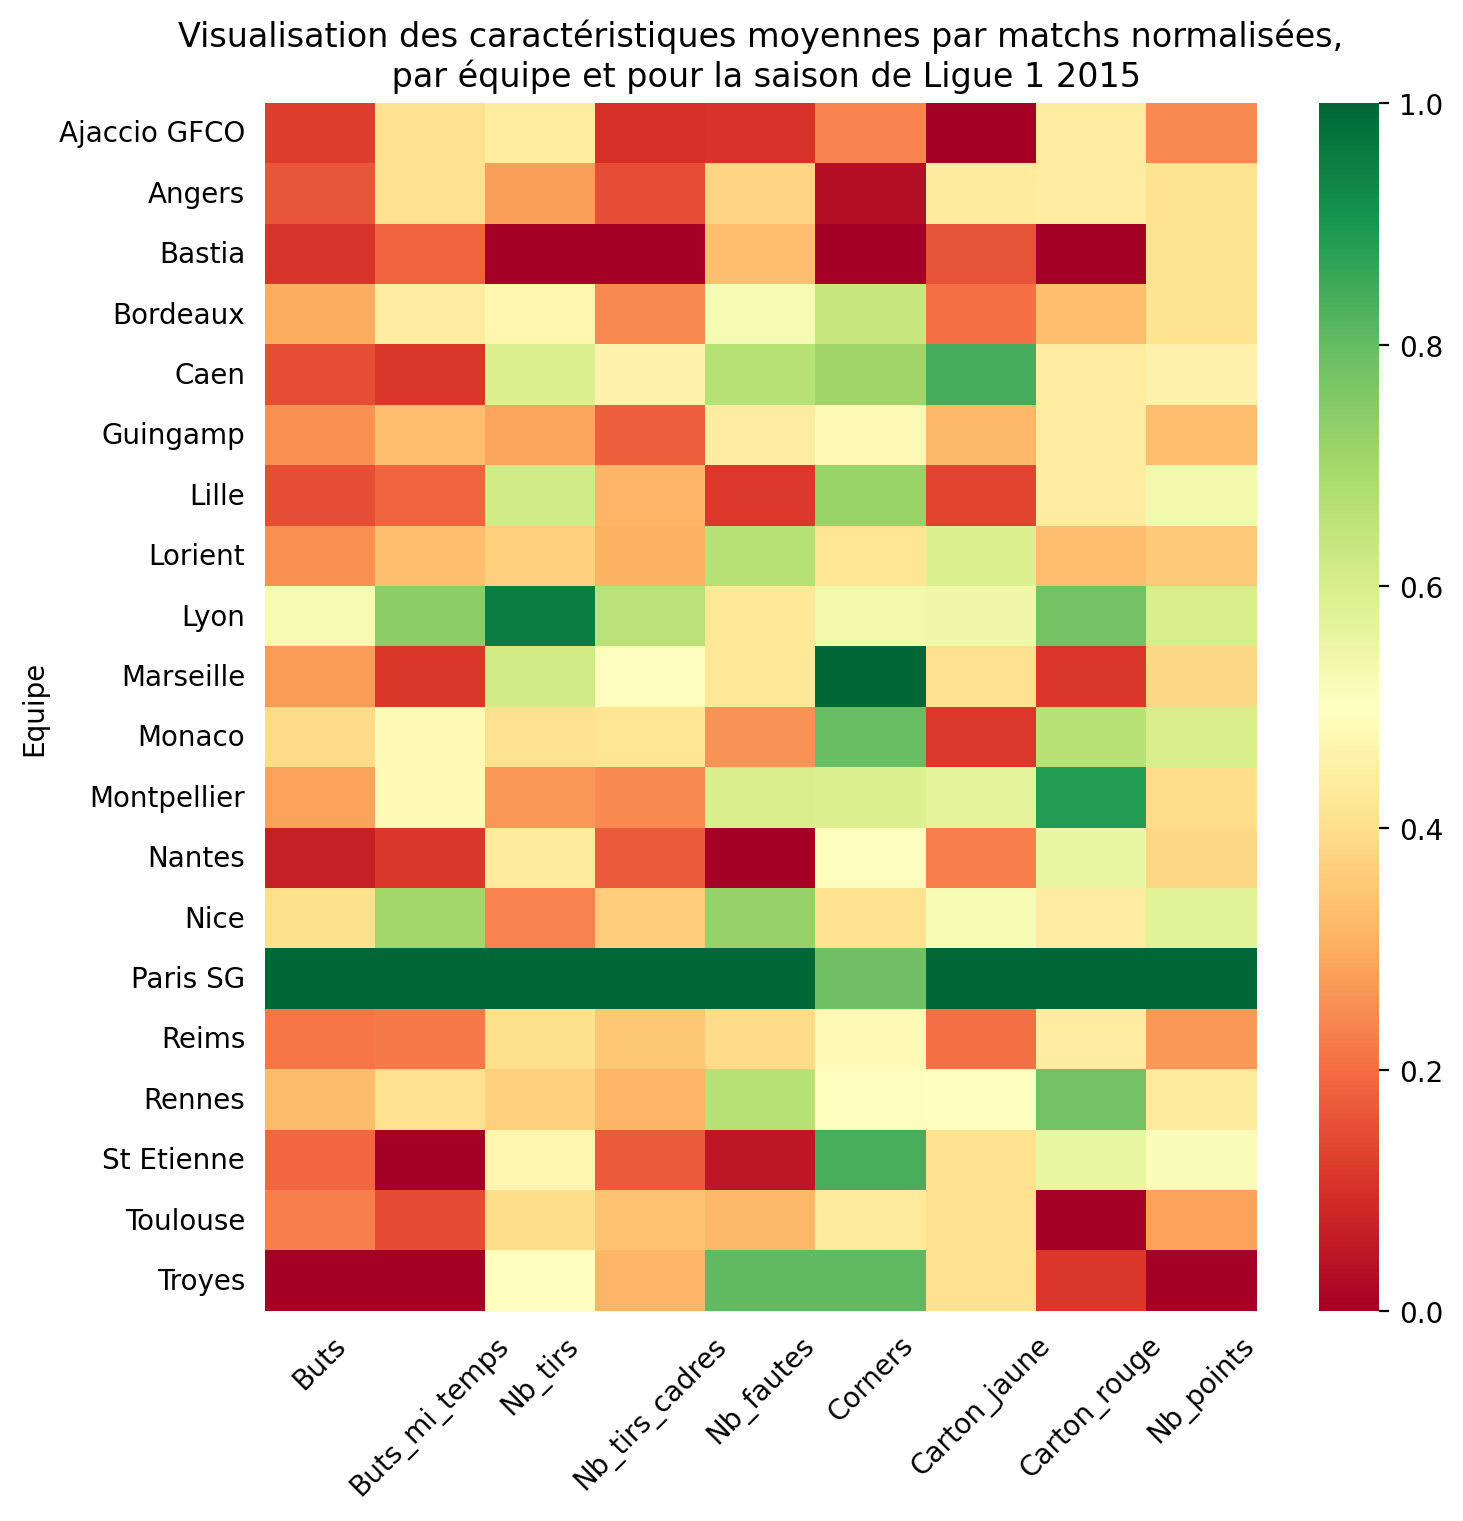 Visualisation des caractéristiques moyennes par matchs normalisées,
par équipe et pour la saison de Ligue 1 2015
Equipe
Ajaccio GFCO
Angers
Bastia
Bordeaux
Caen
Guingamp
Lille
Lorient
Lyon
Marseille
Monaco
Montpellier
Nantes
Nice
Paris SG
Reims
Rennes
St Etienne
Toulouse
Troyes
Buts
Buts_mi_temps
Nb_tirs
Nb_tirs_cadres
Nb_fautes
Corners
Carton_jaune
Carton_rouge
Nb_points
1.0
0.8
0.6
0.4
0.2
0.0